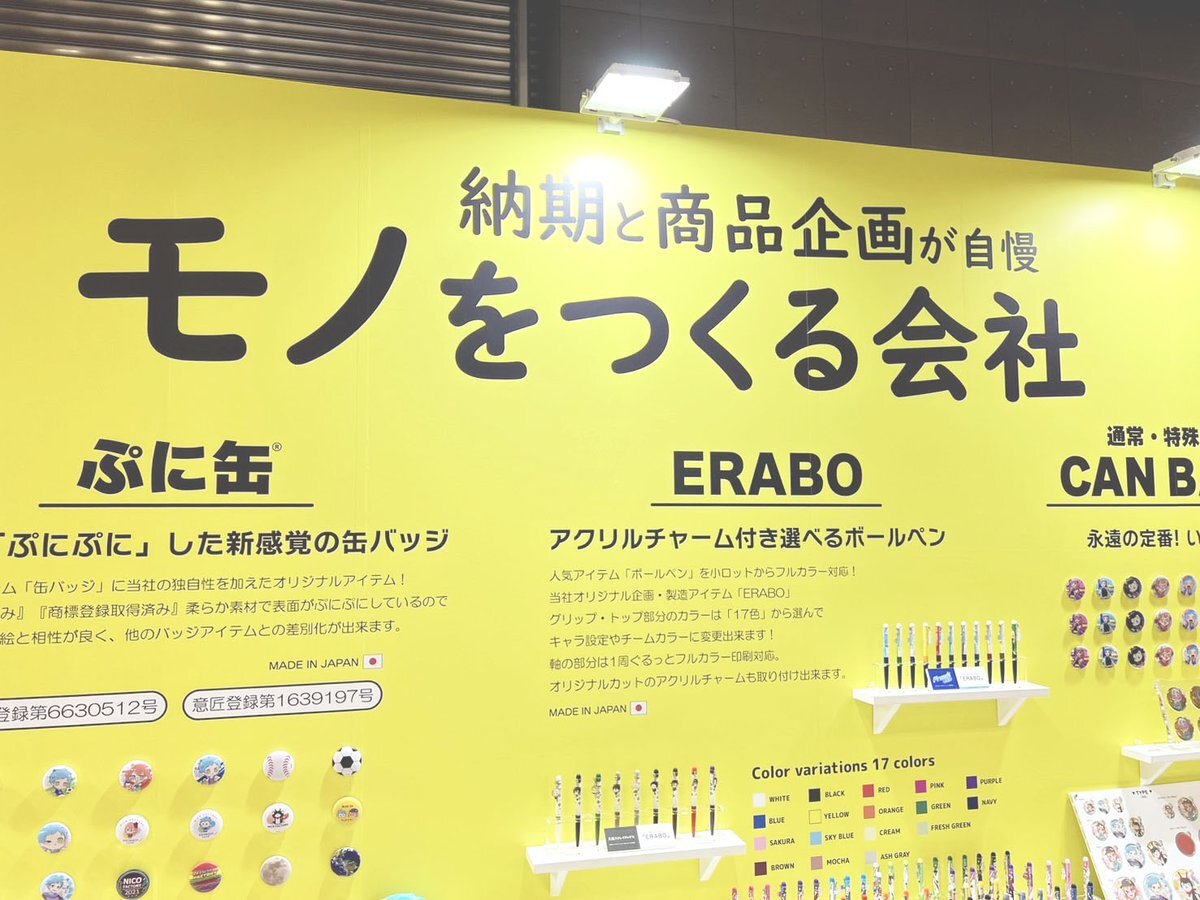 納期と商品企画が自慢
モノをつくる会社
ぷに缶®
「ぷにぷに」した新感覚の缶バッジ
ム「缶バッジ」に当社の独自性を加えたオリジナルアイテム！
み』『商標登録取得済み』柔らか素材で表面がぷにぷにしているので
絵と相性が良く、他のバッジアイテムとの差別化が出来ます。
MADE IN JAPAN
登録第6630512号
意匠登録第1639197号
NICO
FACTORY
2023
ERABO
アクリルチャーム付き選べるボールペン
人気アイテム「ボールペン」を小ロットからフルカラー対応！
当社オリジナル企画・製造アイテム「ERABO」
グリップ・トップ部分のカラーは「17色」から選んで
キャラ設定やチームカラーに変更出来ます！
軸の部分は1周ぐるっとフルカラー印刷対応。
オリジナルカットのアクリルチャームも取り付け出来ます。
MADE IN JAPAN
「ERABO」
「ERABO」
Color variations 17 colors
WHITE BLACK RED PINK PURPLE
BLUE YELLOW ORANGE GREEN NAVY
SAKURA SKY BLUE CREAM FRESH GREEN
BROWN MOCHA ASH GRAY
通常・特殊
CAN BA
永遠の定番! い
TYPE